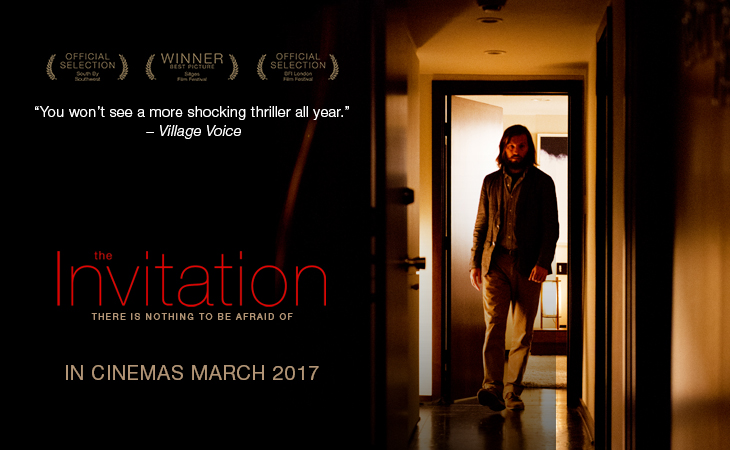 OFFICIAL
SELECTION
South By
Southwest
WINNER
BEST PICTURE
Sitges
Film Festival
OFFICIAL
SELECTION
BFI London
Film Festival
“You won’t see a more shocking thriller all year.”
– Village Voice
the
Invitation
THERE IS NOTHING TO BE AFRAID OF
IN CINEMAS MARCH 2017